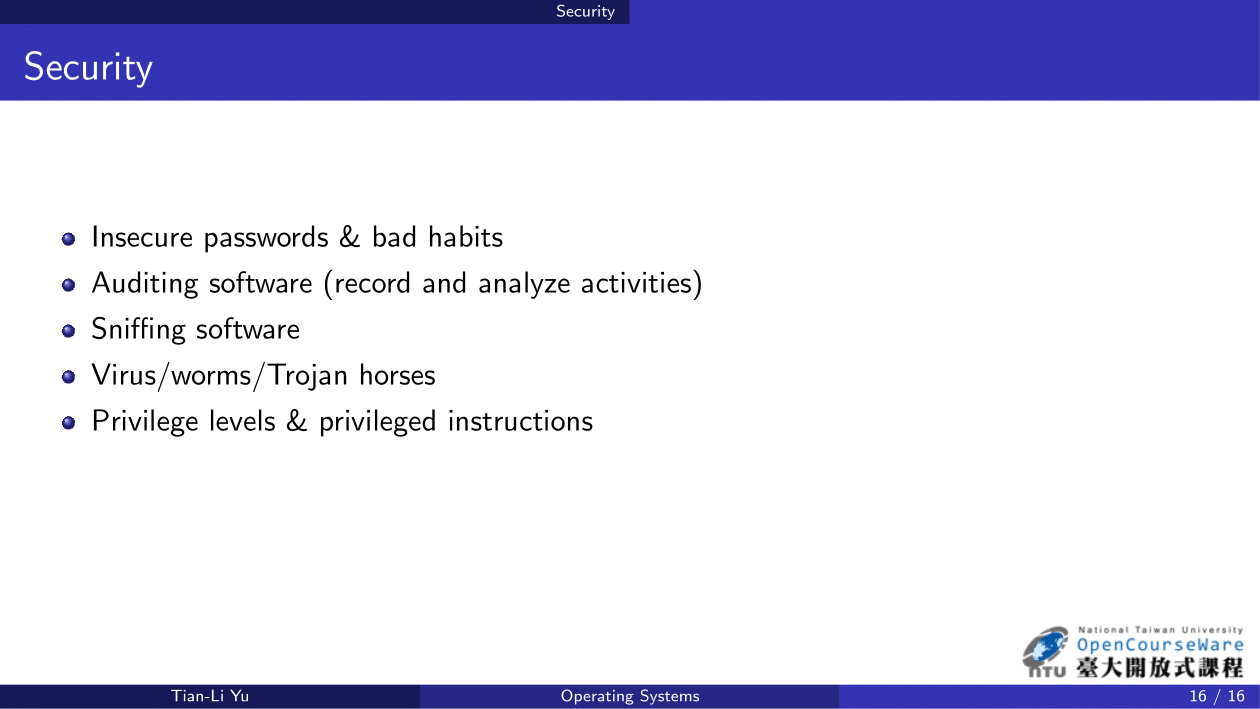 Security
Security
Insecure passwords & bad habits
Auditing software (record and analyze activities)
Sniffing software
Virus/worms/Trojan horses
Privilege levels & privileged instructions
National Taiwan University
OpenCourseWare
NTU 臺大開放式課程
Tian-Li Yu
Operating Systems
16 / 16